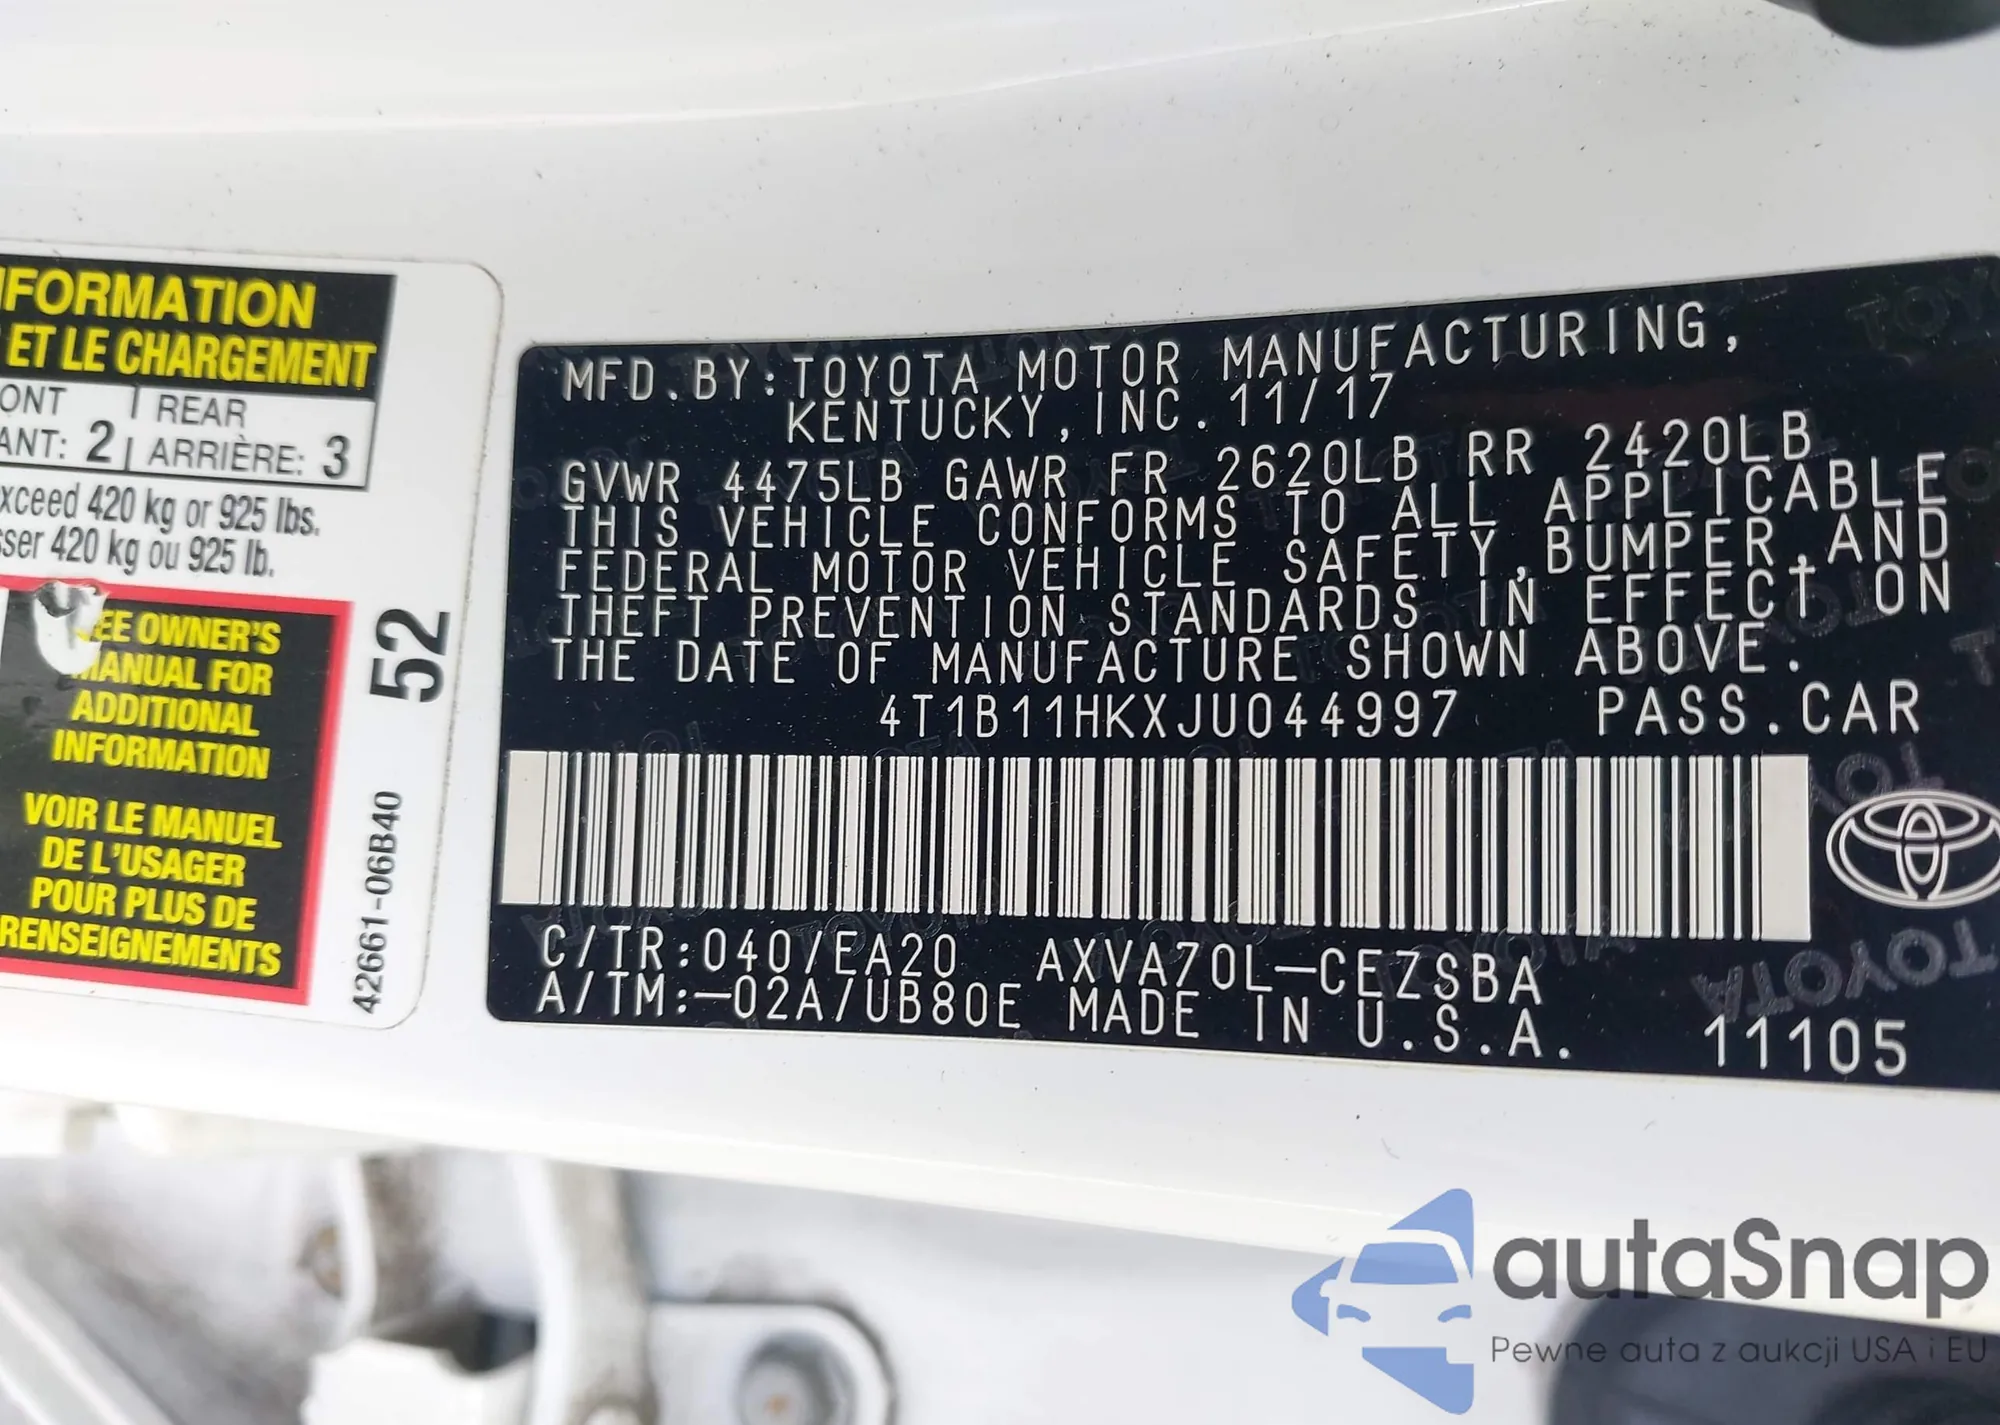 MFD.BY:TOYOTA MOTOR MANUFACTURING,
KENTUCKY,INC.11/17
GVWR 4475LB GAWR FR 2620LB RR 2420LB
THIS VEHICLE CONFORMS TO ALL APPLICABLE
FEDERAL MOTOR VEHICLE SAFETY,BUMPER,AND
THEFT PREVENTION STANDARDS IN EFFECT ON
THE DATE OF MANUFACTURE SHOWN ABOVE.
4T1B11HKXJU044997 PASS.CAR
C/TR:040/EA20 AXVA70L-CEZSBA
A/TM:-02A/UB80E MADE IN U.S.A. 11105
TOYOTA
NFORMATION
ET LE CHARGEMENT
ONT REAR
ANT: 2 ARRIÈRE: 3
xceed 420 kg or 925 lbs.
sser 420 kg ou 925 lb.
EE OWNER'S
MANUAL FOR
ADDITIONAL
INFORMATION
VOIR LE MANUEL
DE L'USAGER
POUR PLUS DE
RENSEIGNEMENTS
52
42661-06B40
autaSnap
Pewne auta z aukcji USA i EU